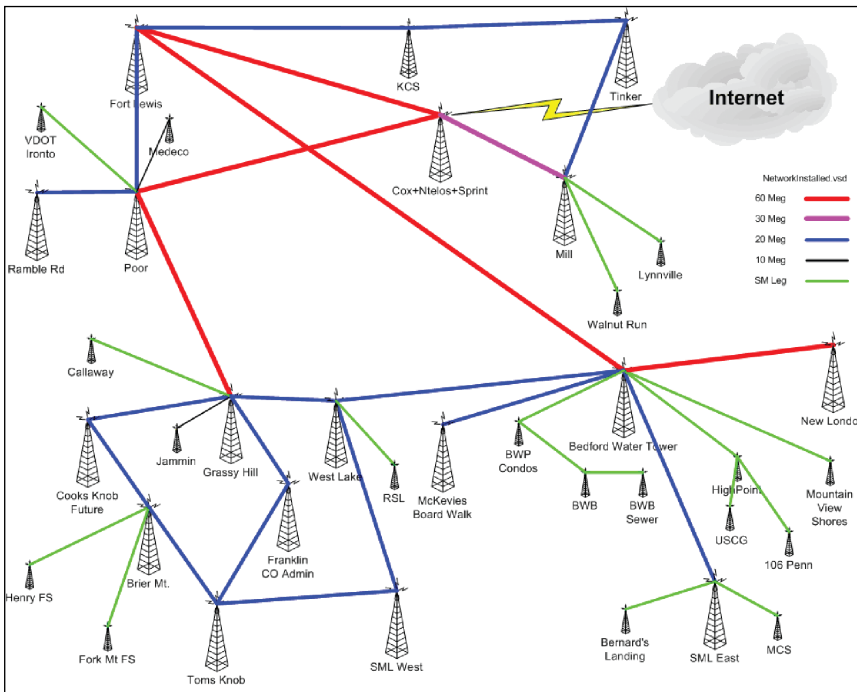 KCS
Tinker
Fort Lewis
Internet
VDOT
Ironto
Medeco
Cox+Ntelos+Sprint
NetworkInstalled.vsd
60 Meg
30 Meg
20 Meg
10 Meg
SM Leg
Ramble Rd
Poor
Mill
Lynnville
Walnut Run
Callaway
New Londo
Jammin
Grassy Hill
West Lake
Bedford Water Tower
Cooks Knob
Future
RSL
McKevies
Board Walk
BWP
Condos
BWB
BWB
Sewer
HighPoint
USCG
Mountain
View
Shores
106 Penn
Franklin
CO Admin
Brier Mt.
Henry FS
Fork Mt FS
Toms Knob
SML West
Bernard's
Landing
SML East
MCS